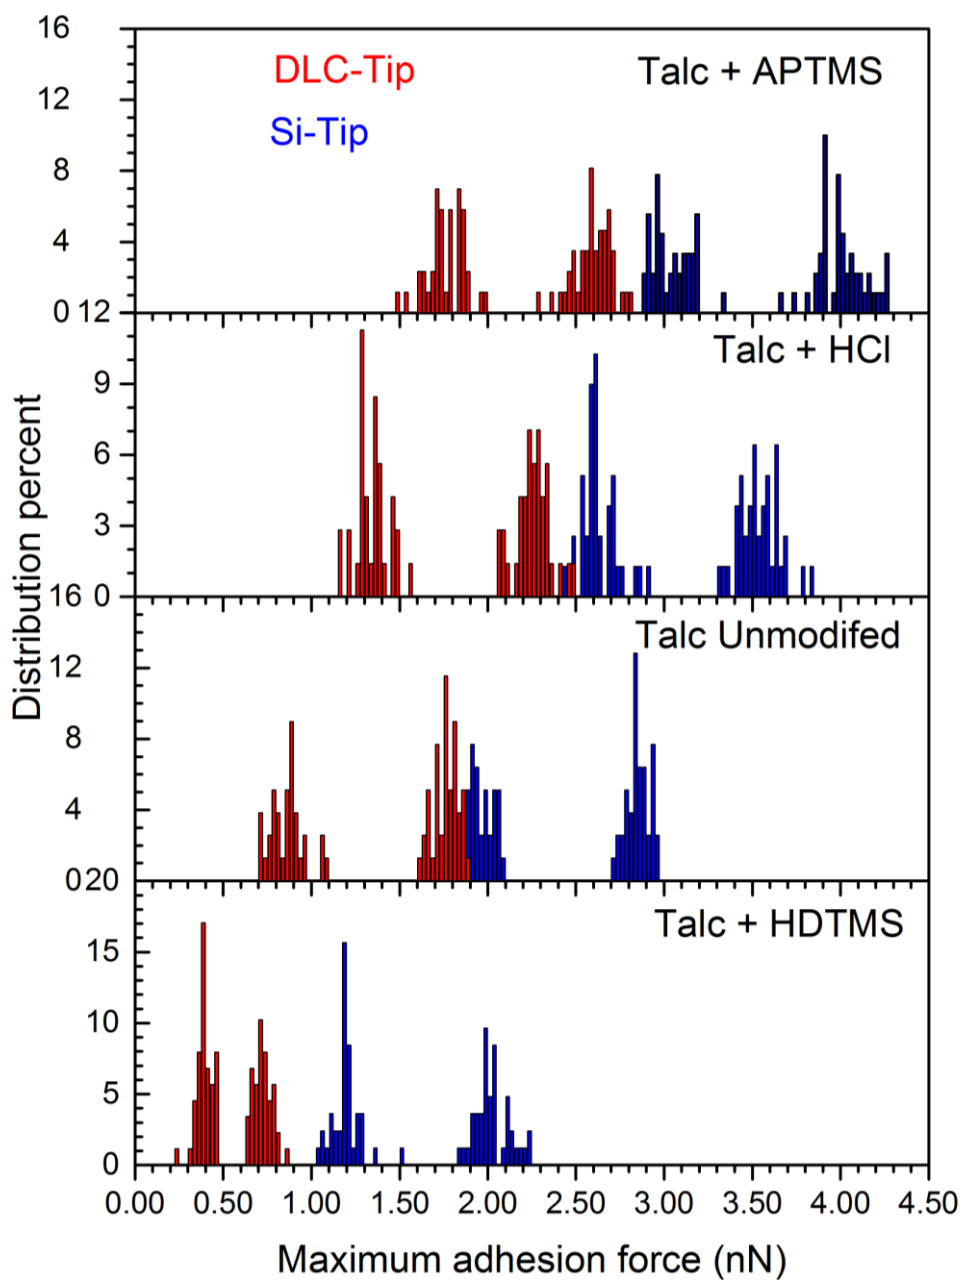 16
DLC-Tip
Talc + APTMS
12
Si-Tip
8
4
0 12
Talc + HCl
9
6
3
16 0
Talc Unmodifed
12
8
4
020
Talc + HDTMS
15
10
5
0
0.00 0.50 1.00 1.50 2.00 2.50 3.00 3.50 4.00 4.50
Maximum adhesion force (nN)
Distribution percent